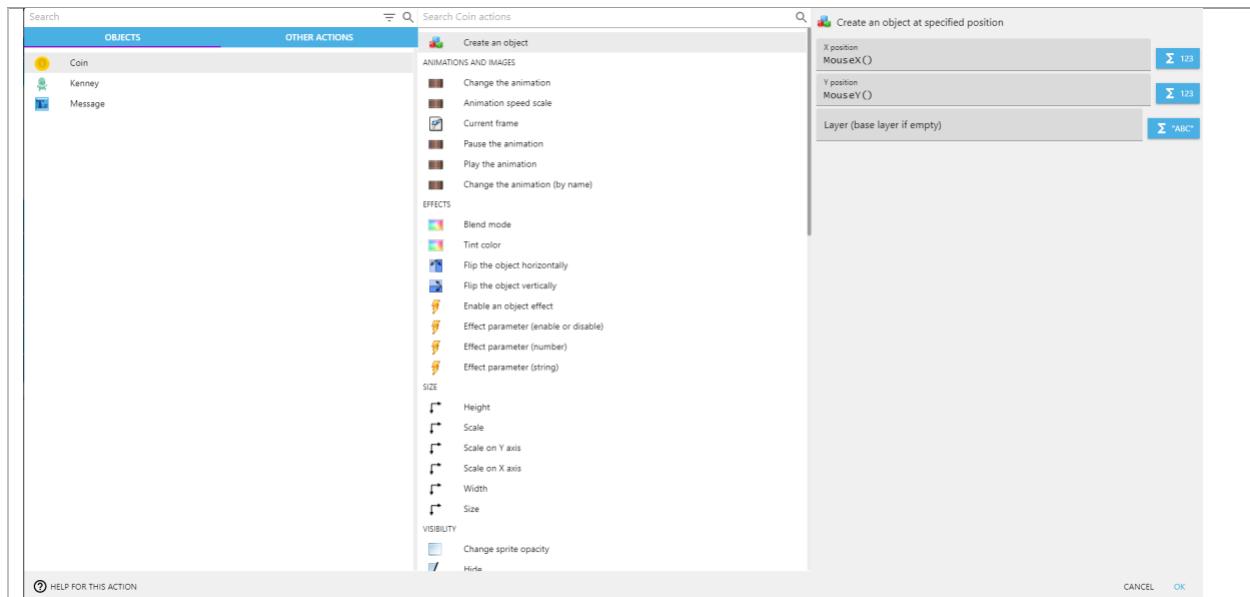 Search
OBJECTS
OTHER ACTIONS
Coin
Kenney
Message
Search Coin actions
Create an object
ANIMATIONS AND IMAGES
Change the animation
Animation speed scale
Current frame
Pause the animation
Play the animation
Change the animation (by name)
EFFECTS
Blend mode
Tint color
Flip the object horizontally
Flip the object vertically
Enable an object effect
Effect parameter (enable or disable)
Effect parameter (number)
Effect parameter (string)
SIZE
Height
Scale
Scale on Y axis
Scale on X axis
Width
Size
VISIBILITY
Change sprite opacity
Hide
Create an object at specified position
X position
MouseX()
Σ 123
Y position
MouseY()
Σ 123
Layer (base layer if empty)
Σ "ABC"
HELP FOR THIS ACTION
CANCEL
OK